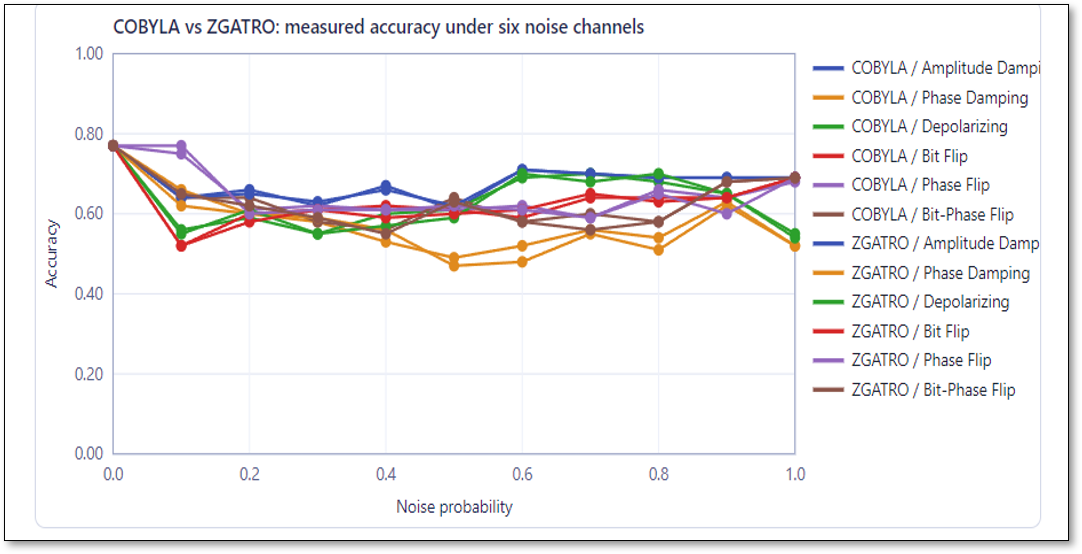 COBYLA vs ZGATRO: measured accuracy under six noise channels
1.00
0.80
0.60
0.40
0.20
0.00
Accuracy
0.0
0.2
0.4
0.6
0.8
1.0
Noise probability
COBYLA / Amplitude Dampi
COBYLA / Phase Damping
COBYLA / Depolarizing
COBYLA / Bit Flip
COBYLA / Phase Flip
COBYLA / Bit-Phase Flip
ZGATRO / Amplitude Damp
ZGATRO / Phase Damping
ZGATRO / Depolarizing
ZGATRO / Bit Flip
ZGATRO / Phase Flip
ZGATRO / Bit-Phase Flip